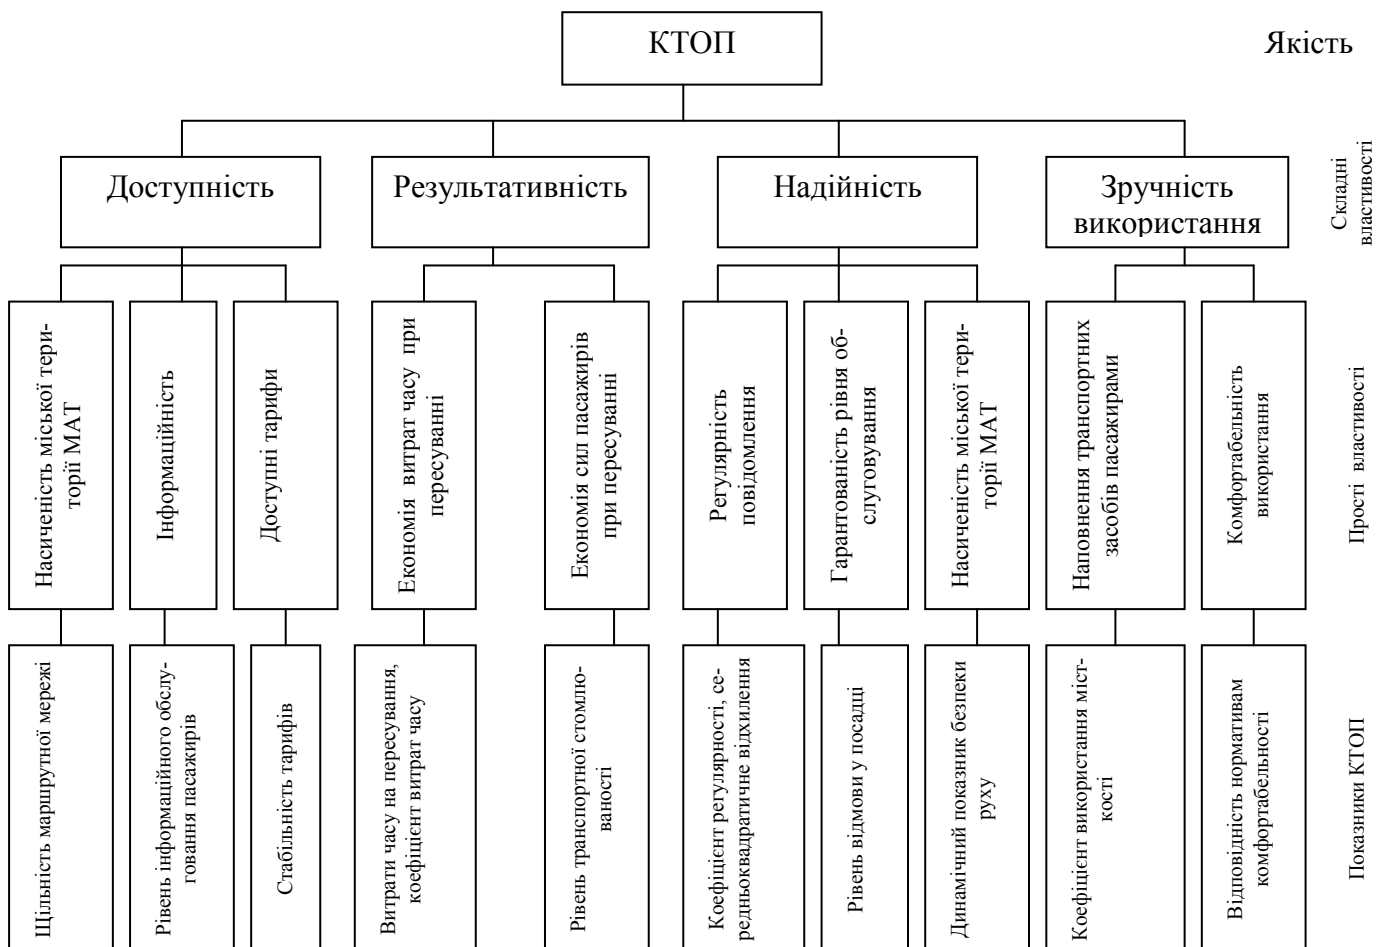 КТОП
Якість
Доступність
Результативність
Надійність
Зручність
використання
Складні
властивості
Насиченість міської тери-
торії МАТ
Інформаційність
Доступні тарифи
Економія витрат часу при
пересуванні
Економія сил пасажирів
при пересуванні
Регулярність
повідомлення
Гарантованість рівня об-
слуговування
Насиченість міської тери-
торії МАТ
Наповнення транспортних
засобів пасажирами
Комфортабельність
використання
Прості властивості
Щільність маршрутної мережі
Рівень інформаційного обслу-
говання пасажирів
Стабільність тарифів
Витрати часу на пересування,
коефіцієнт витрат часу
Рівень транспортної стомлю-
ваності
Коефіцієнт регулярності, се-
редньоквадратичне відхилення
Рівень відмови у посадці
Динамічний показник безпеки
руху
Коефіцієнт використання міст-
кості
Відповідність нормативам
комфортабельності
Показники КТОП